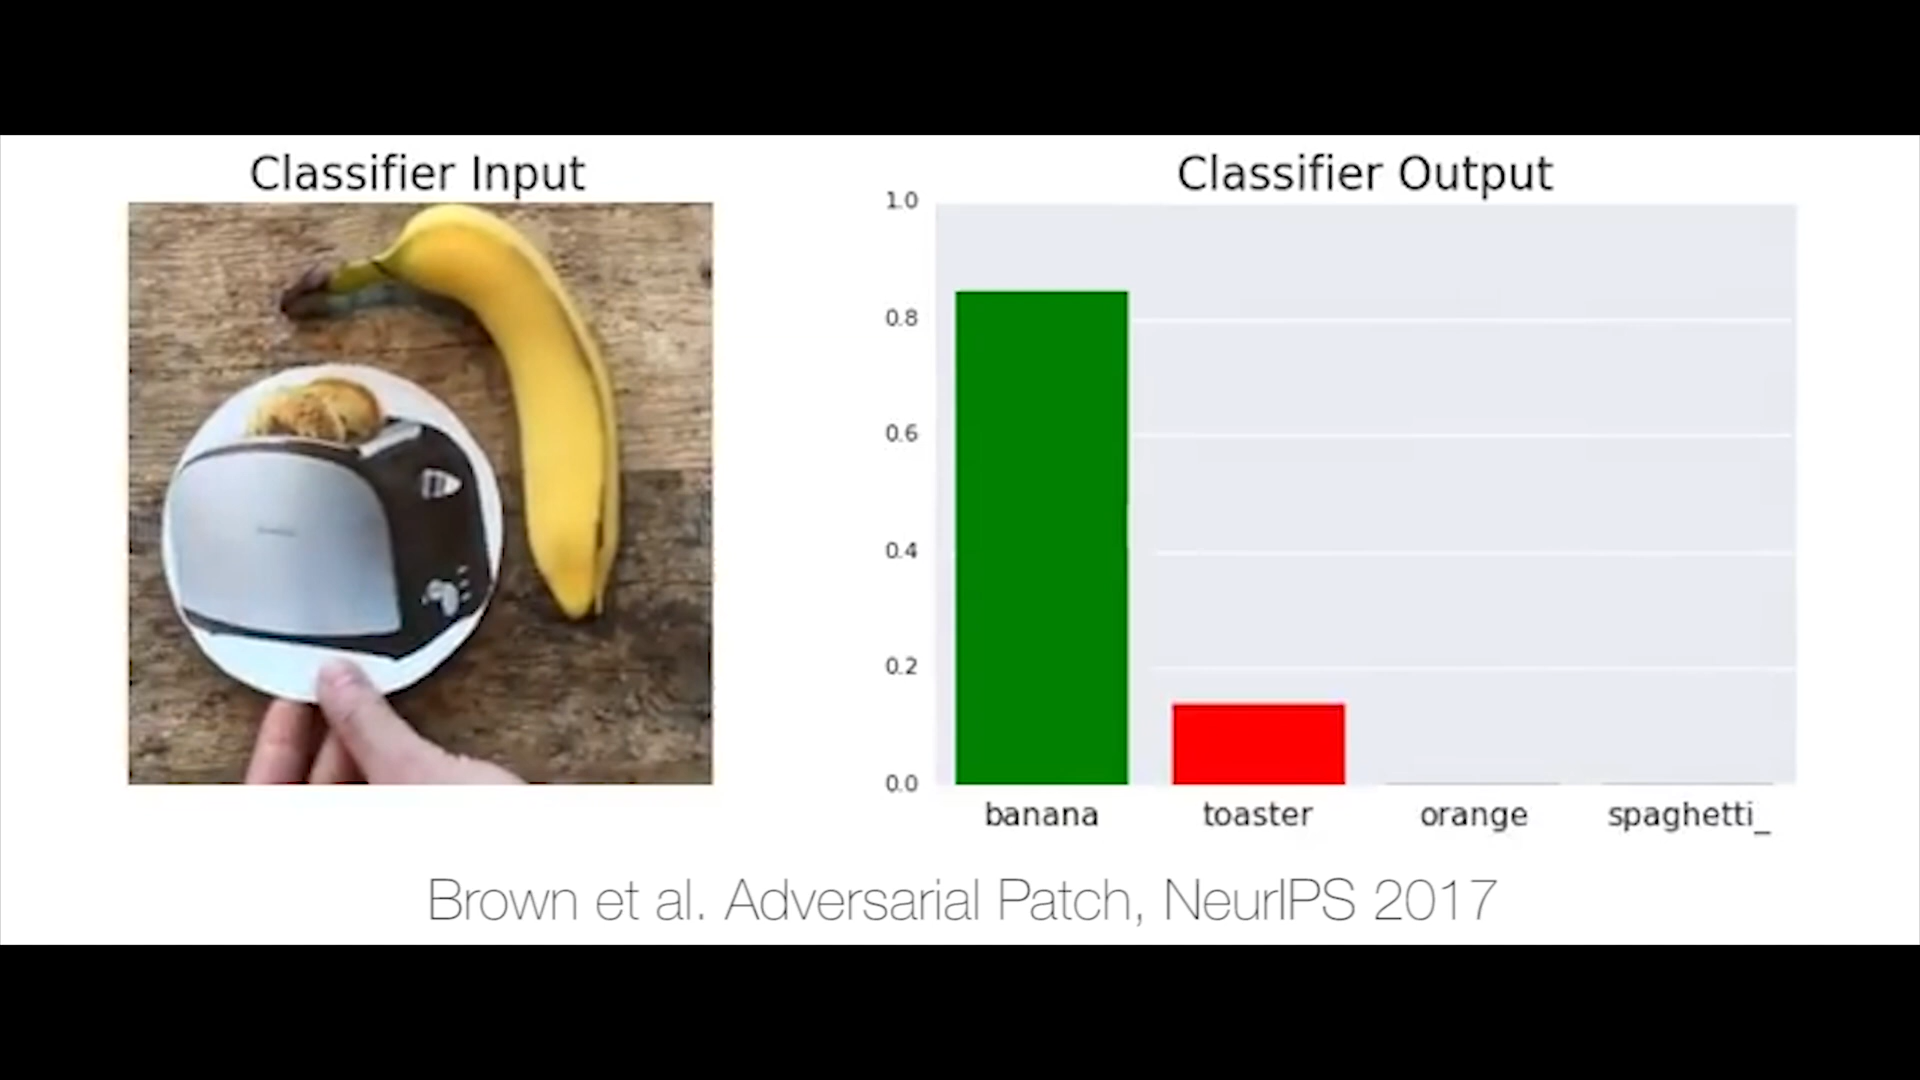 Classifier Input
Classifier Output
1.0
0.8
0.6
0.4
0.2
0.0
banana
toaster
orange
spaghetti_
Brown et al. Adversarial Patch, NeurIPS 2017